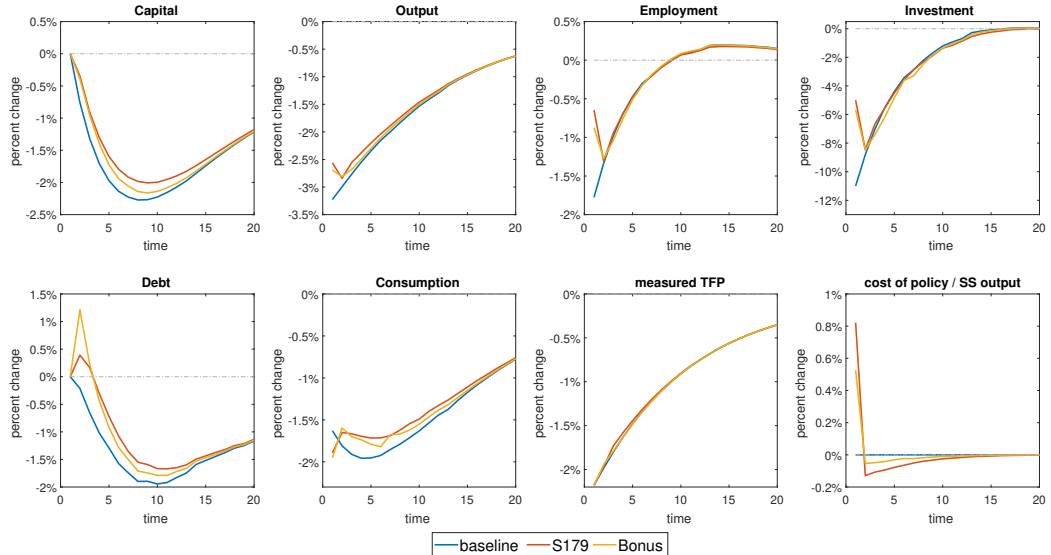 Capital
0.5%
0%
-0.5%
-1%
-1.5%
-2%
-2.5%
percent change
0 5 10 15 20
time
Output
0%
-0.5%
-1%
-1.5%
-2%
-2.5%
-3%
-3.5%
percent change
0 5 10 15 20
time
Employment
0.5%
0%
-0.5%
-1%
-1.5%
-2%
percent change
0 5 10 15 20
time
Investment
0%
-2%
-4%
-6%
-8%
-10%
-12%
percent change
0 5 10 15 20
time
Debt
1.5%
1%
0.5%
0%
-0.5%
-1%
-1.5%
-2%
percent change
0 5 10 15 20
time
Consumption
0%
-0.5%
-1%
-1.5%
-2%
percent change
0 5 10 15 20
time
measured TFP
0%
-0.5%
-1%
-1.5%
-2%
percent change
0 5 10 15 20
time
cost of policy / SS output
0.8%
0.6%
0.4%
0.2%
0%
-0.2%
percent change
0 5 10 15 20
time
baseline S179 Bonus